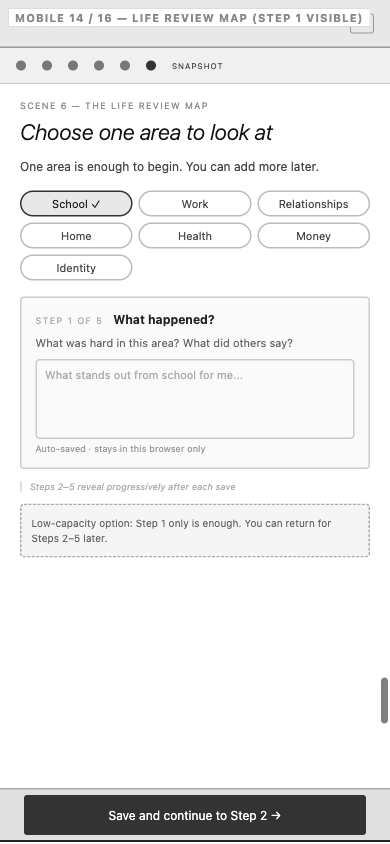 MOBILE 14 / 16 — LIFE REVIEW MAP (STEP 1 VISIBLE)
SNAPSHOT
SCENE 6 — THE LIFE REVIEW MAP
Choose one area to look at
One area is enough to begin. You can add more later.
School ✓
Work
Relationships
Home
Health
Money
Identity
STEP 1 OF 5 What happened?
What was hard in this area? What did others say?
What stands out from school for me...
Auto-saved · stays in this browser only
Steps 2–5 reveal progressively after each save
Low-capacity option: Step 1 only is enough. You can return for
Steps 2–5 later.
Save and continue to Step 2 →